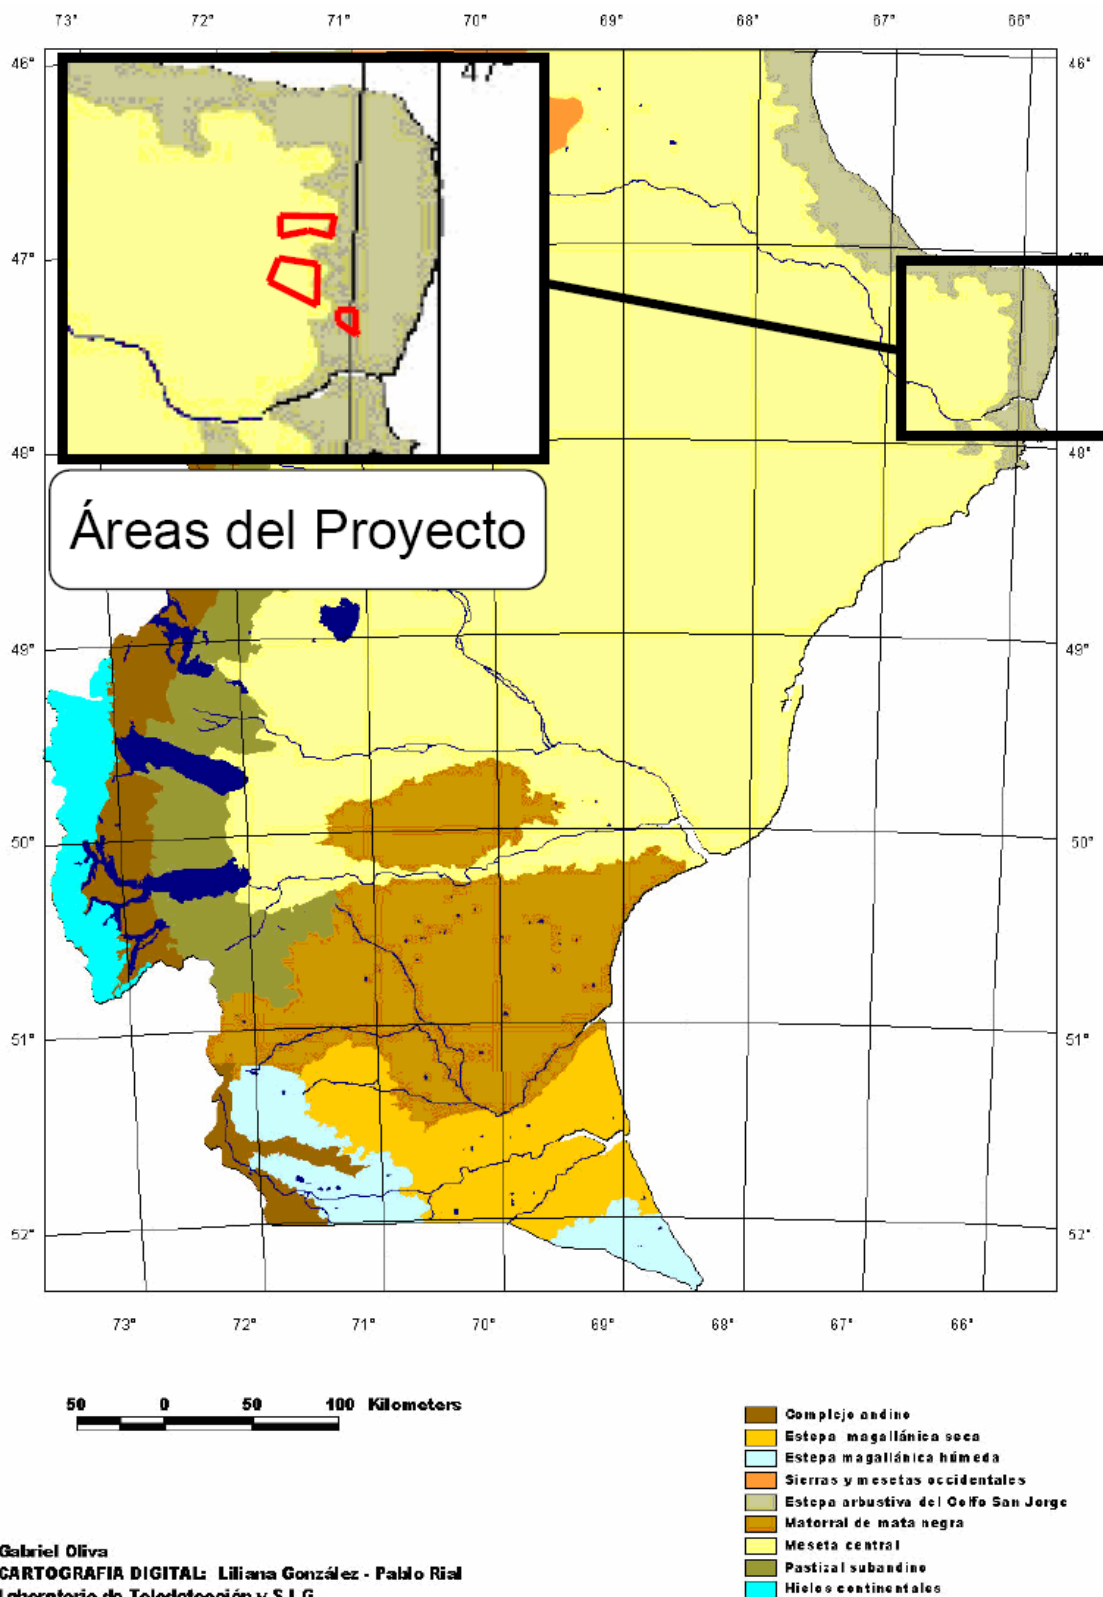 73° 72° 71° 70° 69° 68° 67° 66°
46° 46°
47
47°
48° 48°
Áreas del Proyecto
49° 49°
50° 50°
51° 51°
52° 52°
73° 72° 71° 70° 69° 68° 67° 66°
50 0 50 100 Kilometers
Complejo andino
Estepa magallánica seca
Estepa magallánica húmeda
Sierras y mesetas occidentales
Estepa arbustiva del Golfo San Jorge
Matorral de mata negra
Meseta central
Pastizal subandino
Hielos continentales
Gabriel Oliva
CARTOGRAFIA DIGITAL: Liliana González - Pablo Rial
Laboratorio de Teledetección y S.I.G.